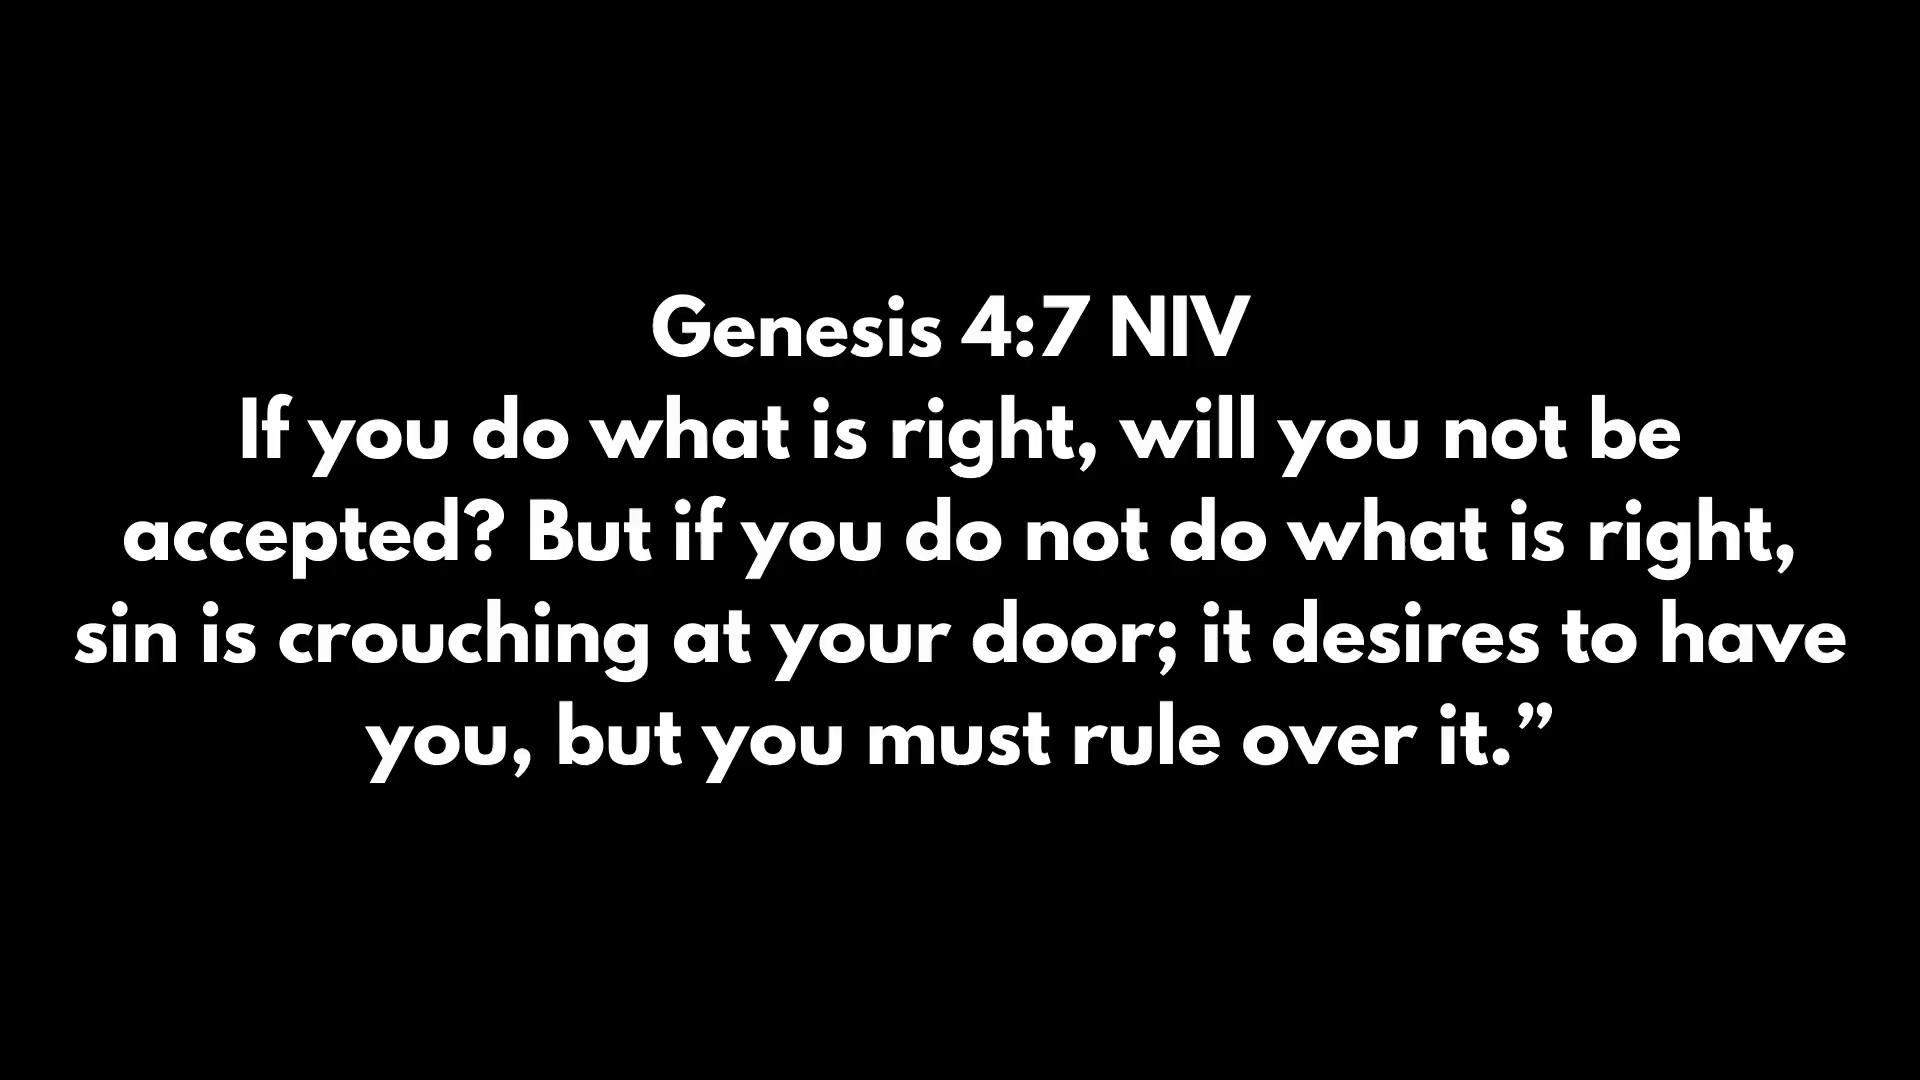 Genesis 4:7 NIV
If you do what is right, will you not be
accepted? But if you do not do what is right,
sin is crouching at your door; it desires to have
you, but you must rule over it.”